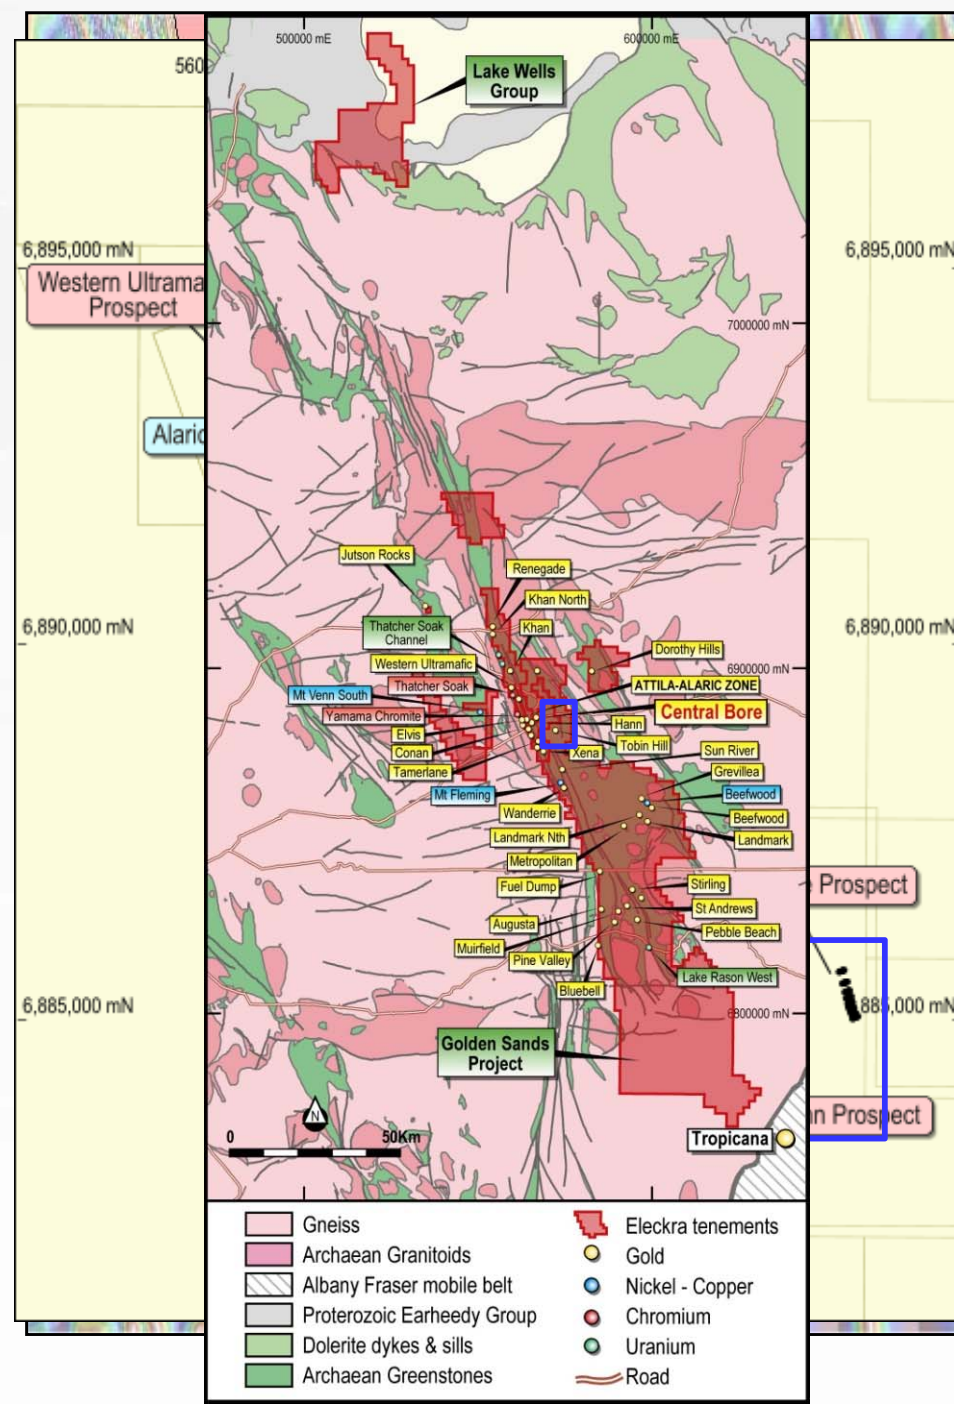 500000 mE
600000 mE
560
Lake Wells
Group
6,895,000 mN
6,895,000 mN
Western Ultrama
Prospect
7000000 mN
Alaric
Jutson Rocks
Renegade
Khan North
Thatcher Soak
Channel
Khan
6,890,000 mN
6,890,000 mN
Dorothy Hills
Western Ultramafic
6900000 mN
Thatcher Soak
ATTILA-ALARIC ZONE
Mt Venn South
Central Bore
Yamama Chromite
Hann
Elvis
Tobin Hill
Conan
Xena
Sun River
Tamerlane
Grevillea
Mt Fleming
Beefwood
Wanderrie
Beefwood
Landmark Nth
Landmark
Metropolitan
Fuel Dump
Stirling
Prospect
St Andrews
Augusta
Pebble Beach
Muirfield
Pine Valley
Lake Rason West
Bluebell
6,885,000 mN
6800000 mN
885,000 mN
Golden Sands
Project
N
0
50Km
Tropicana
nn Prospect
Gneiss
Archaean Granitoids
Albany Fraser mobile belt
Proterozoic Earheedy Group
Dolerite dykes & sills
Archaean Greenstones
Eleckra tenements
Gold
Nickel - Copper
Chromium
Uranium
Road